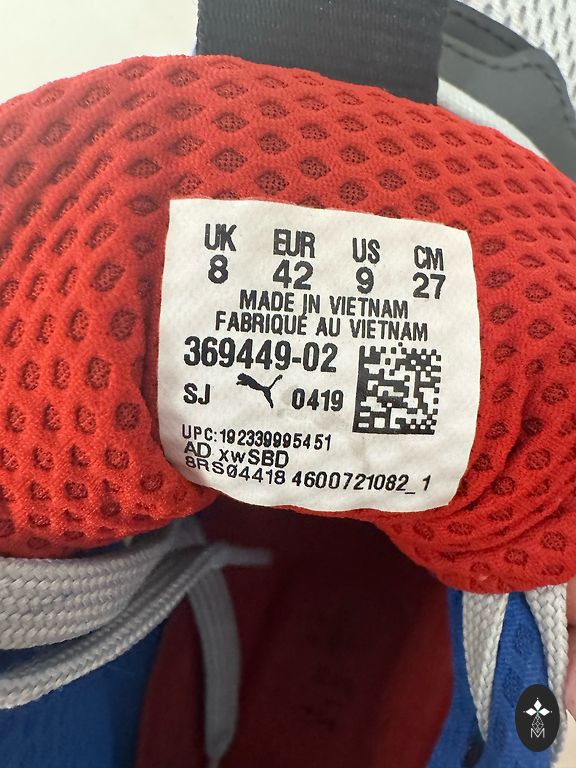 UK EUR US CM
8 42 9 27
MADE IN VIETNAM
FABRIQUÉ AU VIETNAM
369449-02
SJ 0419
UPC:192339995451
AD xwSBD
8RS04418 4600721082_1
M